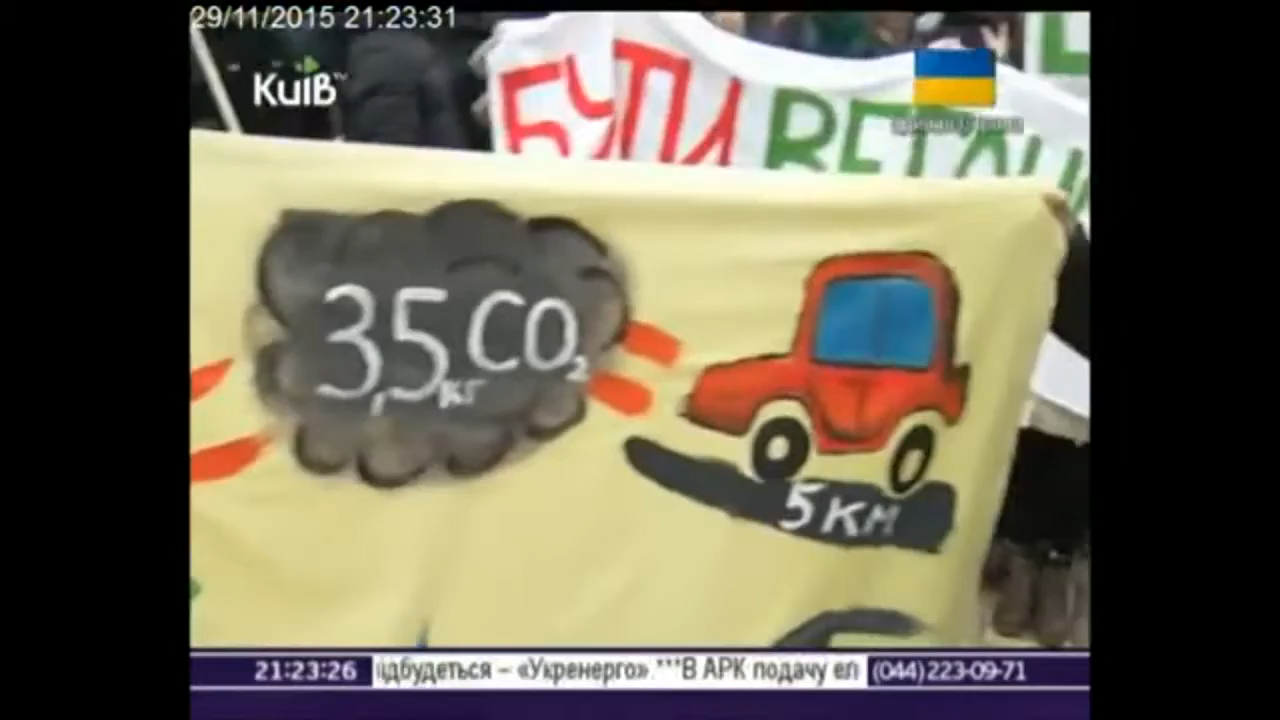 29/11/2015 21:23:31
КиїВ
БУЛА
3,5 кг CO₂
5 КМ
21:23:26
ідбудеться – «Укренерго».***В АРК подачу ел
(044)223-09-71